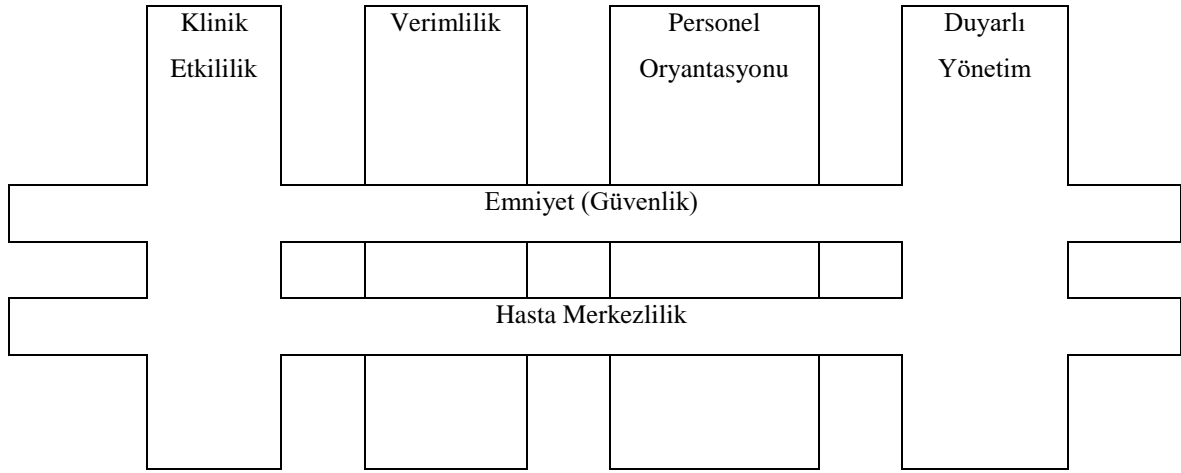 Klinik
Etkililik
Verimlilik
Personel
Oryantasyonu
Duyarlı
Yönetim
Emniyet (Güvenlik)
Hasta Merkezlilik